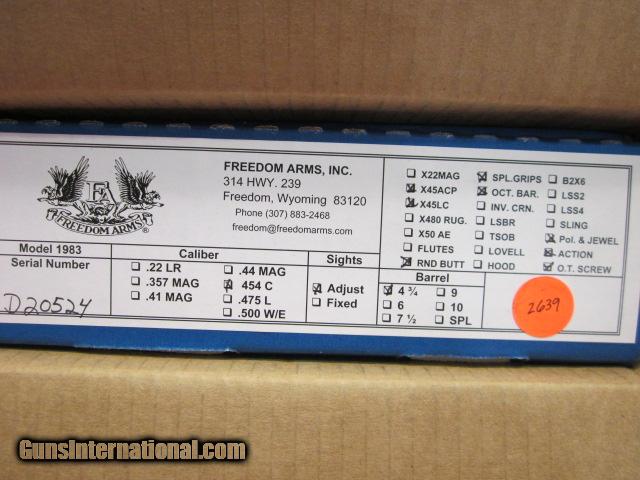 FREEDOM ARMS, INC.
314 HWY. 239
Freedom, Wyoming 83120
Phone (307) 883-2468
freedom@freedomarms.com
FA
FREEDOM ARMS
X22MAG
X45ACP
X45LC
X480 RUG.
X50 AE
FLUTES
RND BUTT
SPL.GRIPS
OCT. BAR.
INV. CRN.
LSBR
TSOB
LOVELL
HOOD
B2X6
LSS2
LSS4
SLING
Pol. & JEWEL
ACTION
O.T. SCREW
Model 1983
Serial Number
D20524
Caliber
.22 LR
.357 MAG
.41 MAG
.44 MAG
454 C
.475 L
.500 W/E
Sights
Adjust
Fixed
Barrel
4 ¾
6
7 ½
9
10
SPL
2639
GunsInternational.com